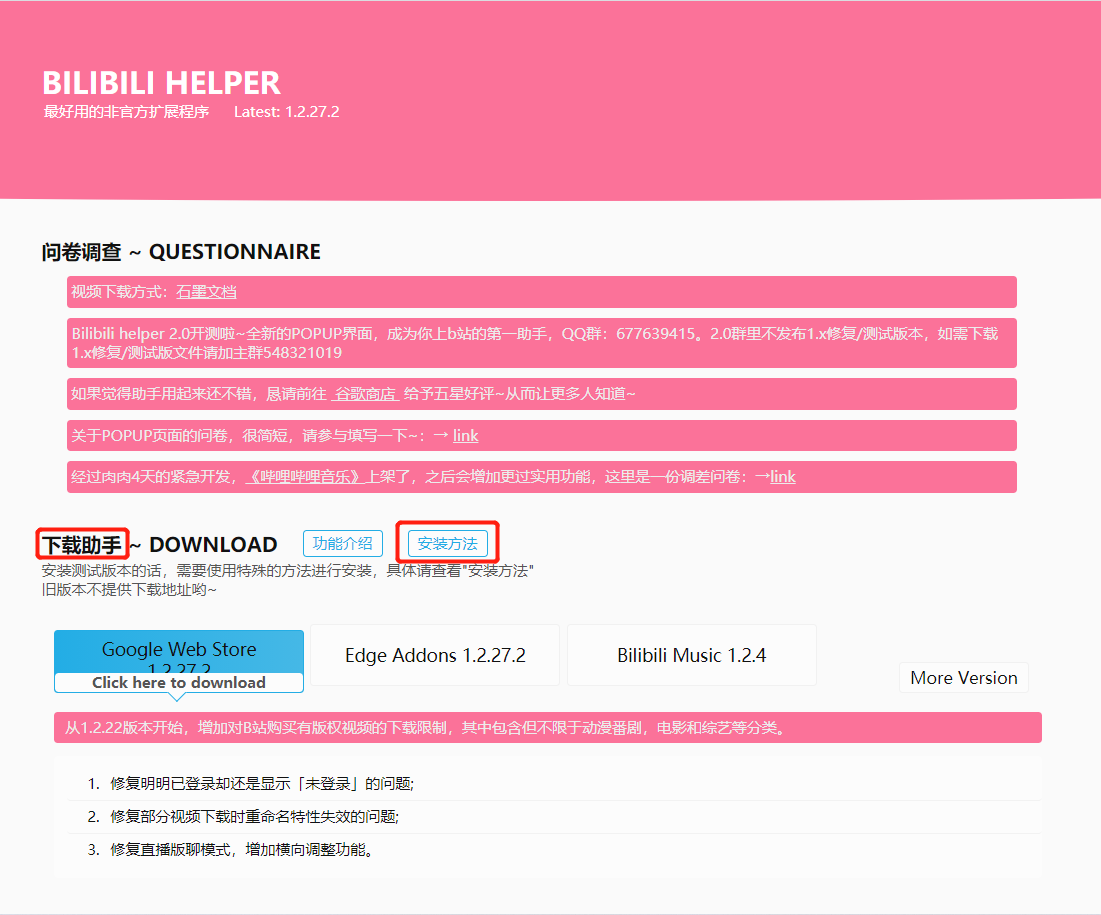 BILIBILI HELPER
最好用的非官方扩展程序 Latest: 1.2.27.2
问卷调查 ~ QUESTIONNAIRE
视频下载方式：石墨文档
Bilibili helper 2.0开测啦~全新的POPUP界面，成为你上b站的第一助手，QQ群：677639415。2.0群里不发布1.x修复/测试版本，如需下载
1.x修复/测试版文件请加主群548321019
如果觉得助手用起来还不错，恳请前往 谷歌商店 给予五星好评~从而让更多人知道~
关于POPUP页面的问卷，很简短，请参与填写一下~：→ link
经过肉肉4天的紧急开发，《哔哩哔哩音乐》上架了，之后会增加更过实用功能，这里是一份调差问卷：→link
下载助手 ~ DOWNLOAD 功能介绍 安装方法
安装测试版本的话，需要使用特殊的方法进行安装，具体请查看"安装方法"
旧版本不提供下载地址哟~
Google Web Store
1.2.27.2
Click here to download
Edge Addons 1.2.27.2
Bilibili Music 1.2.4
More Version
从1.2.22版本开始，增加对B站购买有版权视频的下载限制，其中包含但不限于动漫番剧，电影和综艺等分类。
1. 修复明明已登录却还是显示「未登录」的问题;
2. 修复部分视频下载时重命名特性失效的问题;
3. 修复直播版聊模式，增加横向调整功能。